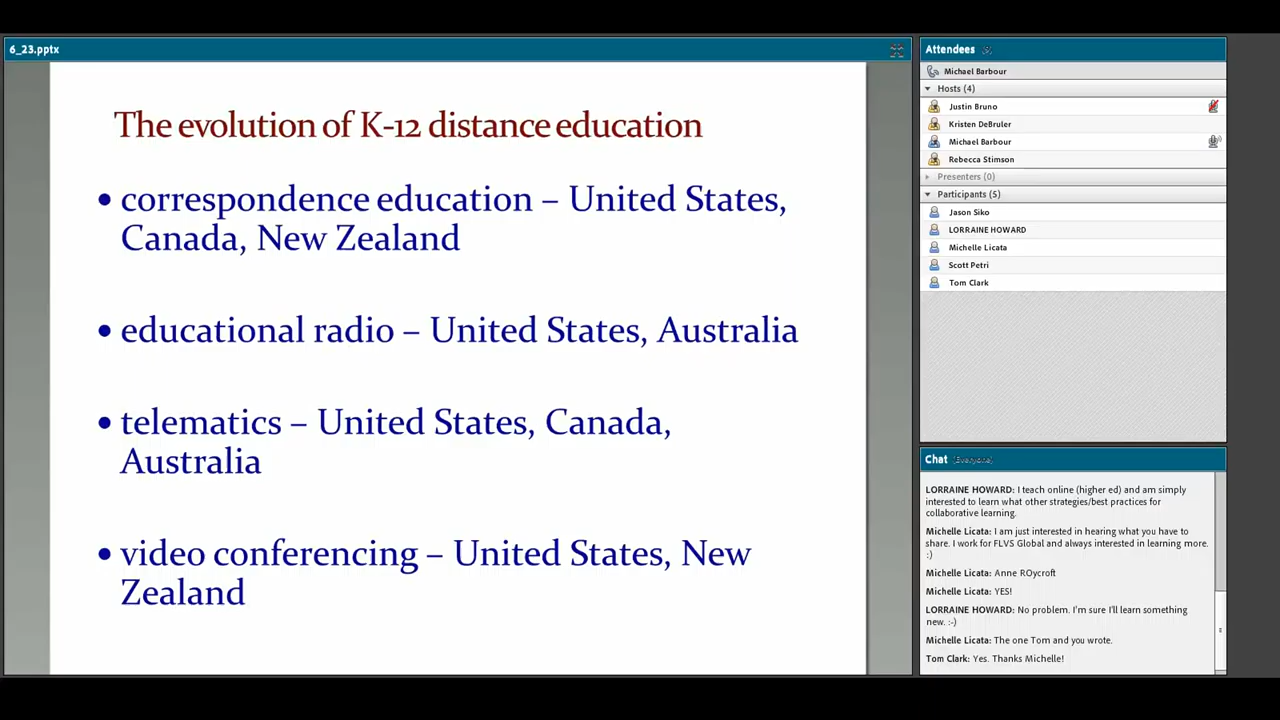 6_23.pptx
The evolution of K-12 distance education
• correspondence education – United States,
Canada, New Zealand
• educational radio – United States, Australia
• telematics – United States, Canada,
Australia
• video conferencing – United States, New
Zealand
Attendees
Michael Barbour
Hosts (4)
Justin Bruno
Kristen DeBruler
Michael Barbour
Rebecca Stimson
Presenters (0)
Participants (5)
Jason Siko
LORRAINE HOWARD
Michelle Licata
Scott Petri
Tom Clark
Chat (Everyone)
LORRAINE HOWARD: I teach online (higher ed) and am simply
interested to learn what other strategies/best practices for
collaborative learning.
Michelle Licata: I am just interested in hearing what you have to
share. I work for FLVS Global and always interested in learning more.
:)
Michelle Licata: Anne ROycroft
Michelle Licata: YES!
LORRAINE HOWARD: No problem. I'm sure I'll learn something
new. :-)
Michelle Licata: The one Tom and you wrote.
Tom Clark: Yes. Thanks Michelle!